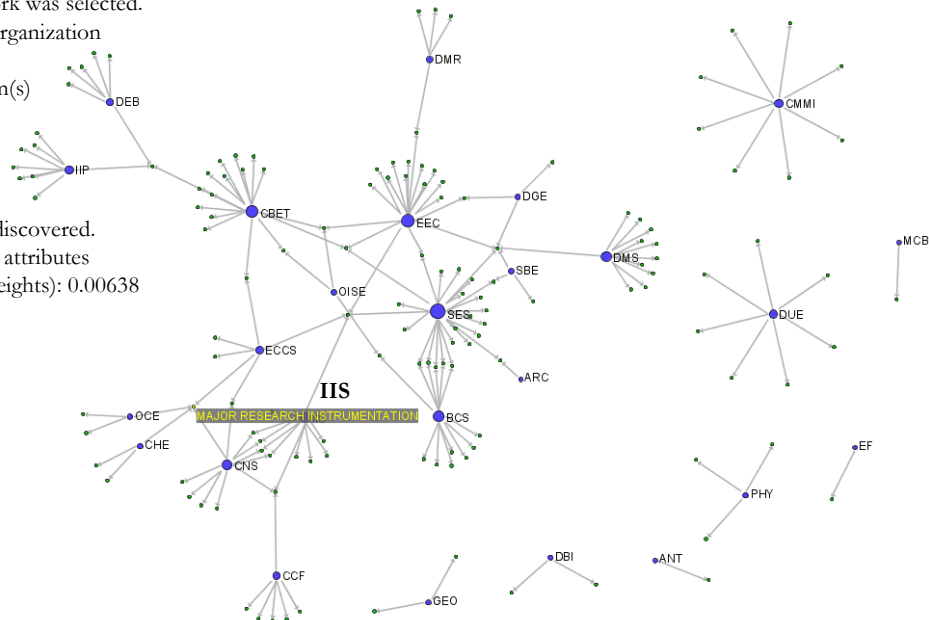 ork was selected.
rganization
DMR
n(s)
DEB
CMMI
IIP
DGE
CBET
EEC
discovered.
MCB
attributes
DMS
SBE
eights): 0.00638
OISE
SES
DUE
ECCS
ARC
IIS
OCE
MAJOR RESEARCH INSTRUMENTATION
BCS
CHE
EF
CNS
PHY
DBI
ANT
CCF
GEO